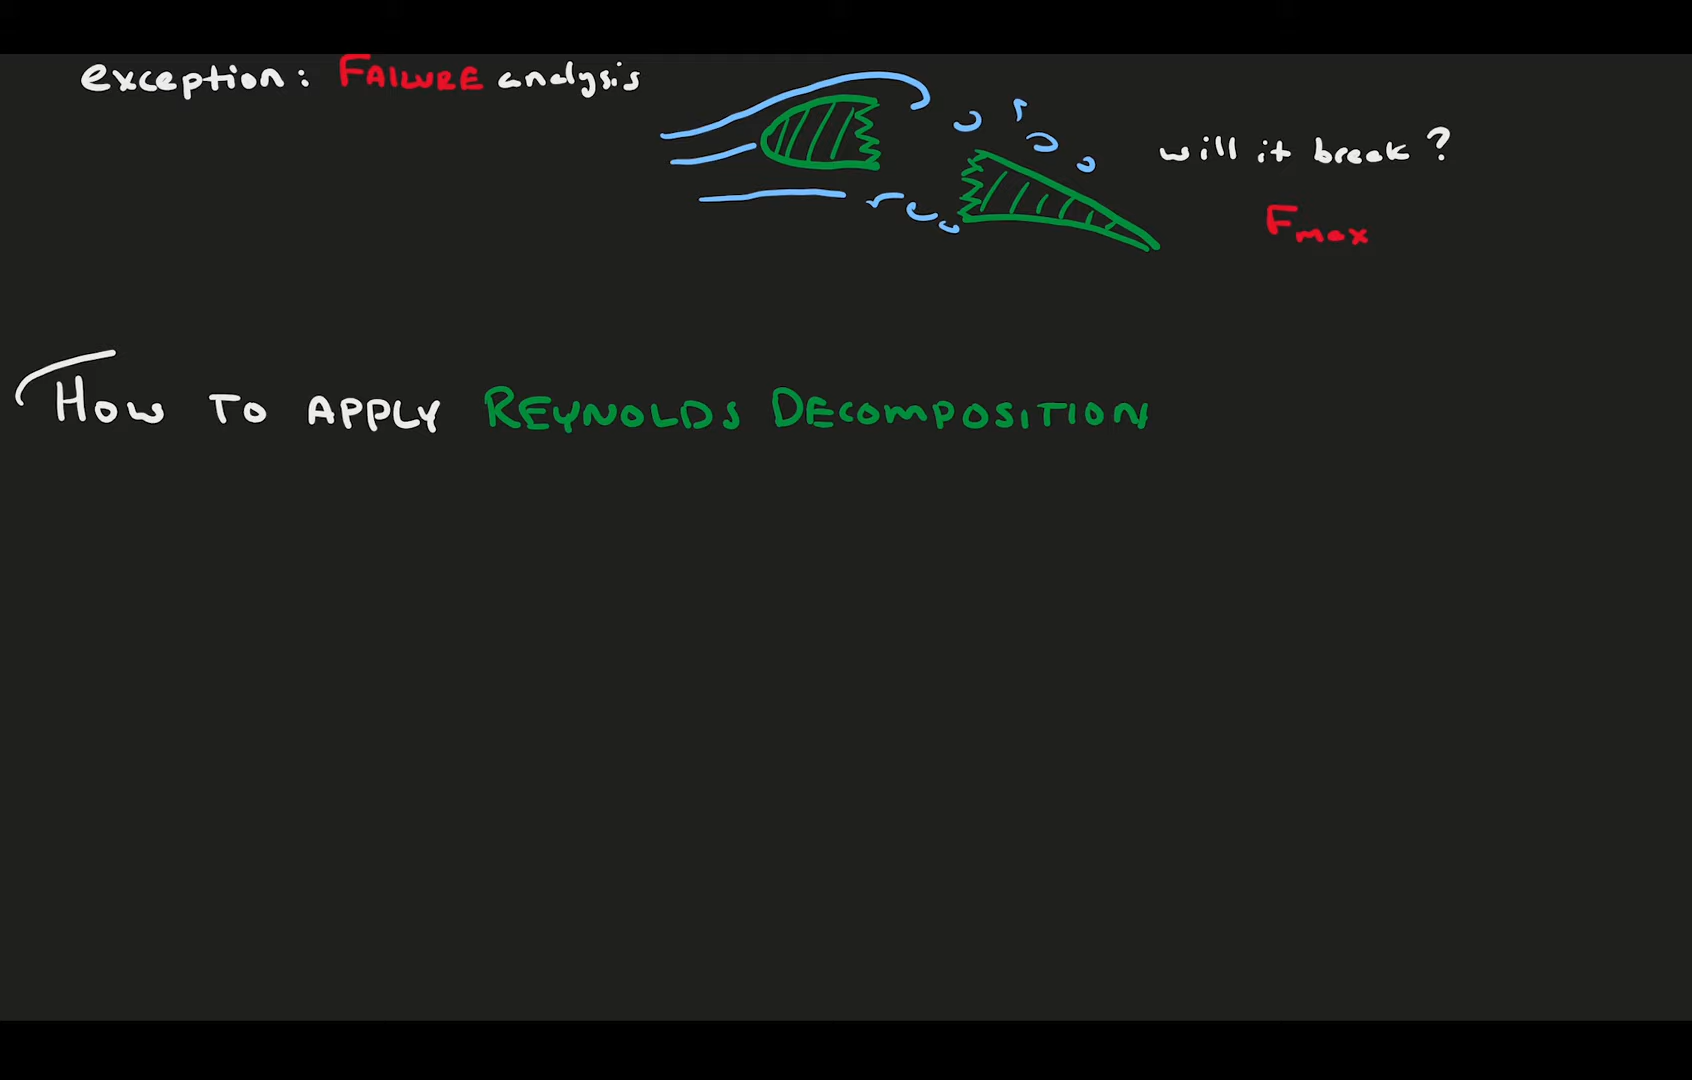 exception: FAILURE analysis
will it break?
Fmax
HOW TO APPLY REYNOLDS DECOMPOSITION